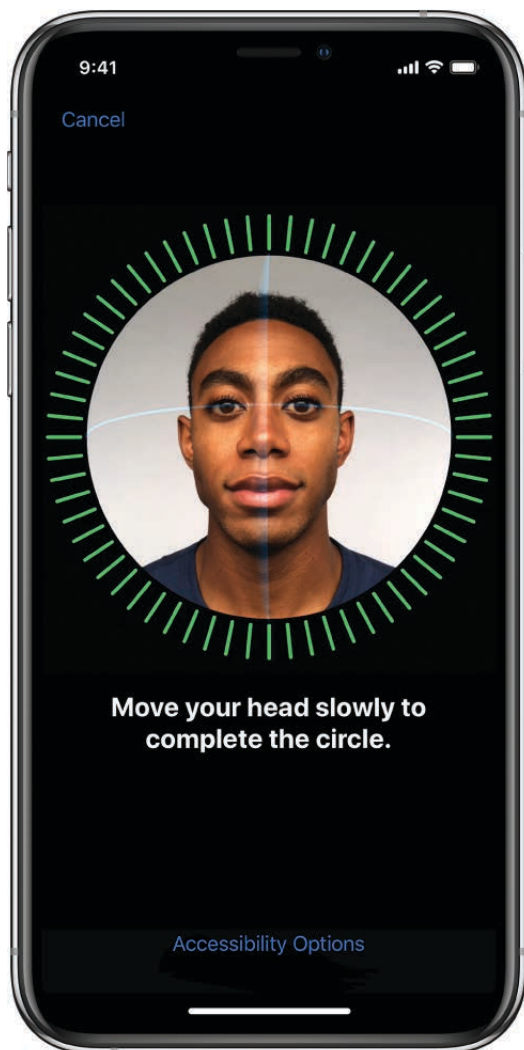 9:41
Cancel
Move your head slowly to
complete the circle.
Accessibility Options